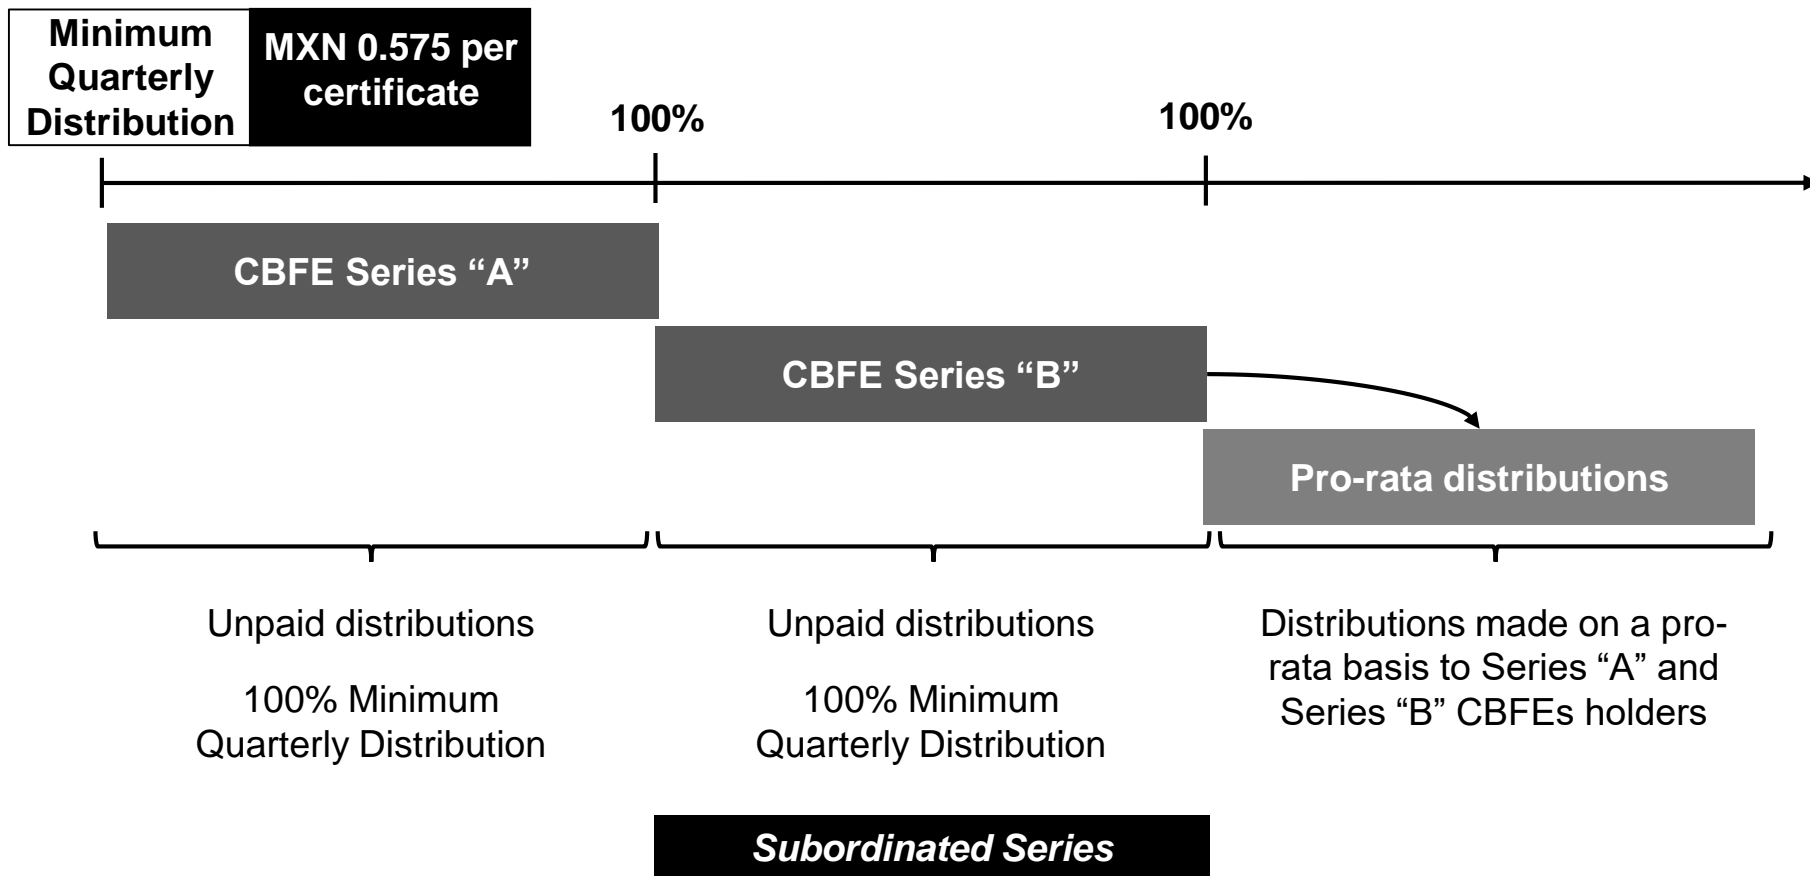 Minimum
Quarterly
Distribution
MXN 0.575 per
certificate
100%
100%
CBFE Series “A”
CBFE Series “B”
Pro-rata distributions
Unpaid distributions
100% Minimum
Quarterly Distribution
Unpaid distributions
100% Minimum
Quarterly Distribution
Distributions made on a pro-
rata basis to Series “A” and
Series “B” CBFEs holders
Subordinated Series